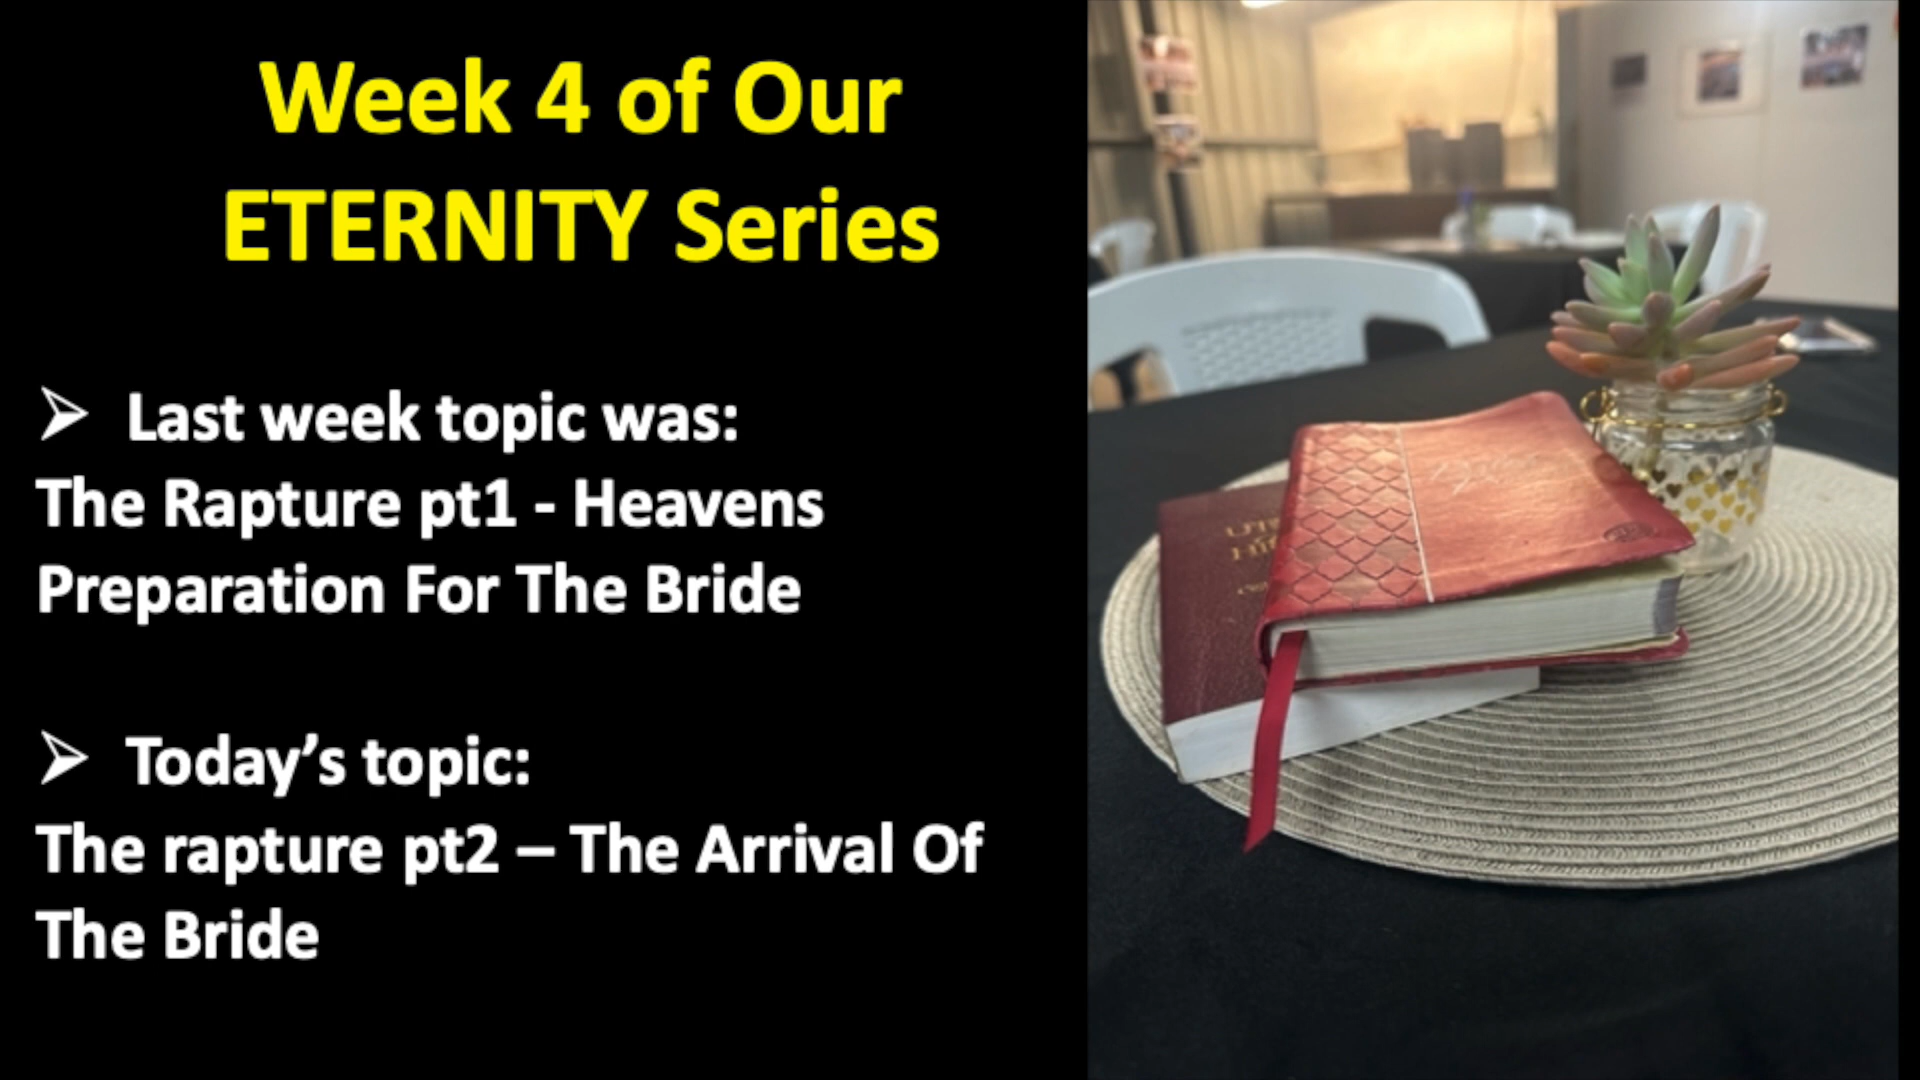 Week 4 of Our
ETERNITY Series
➢ Last week topic was:
The Rapture pt1 - Heavens
Preparation For The Bride
➢ Today’s topic:
The rapture pt2 – The Arrival Of
The Bride